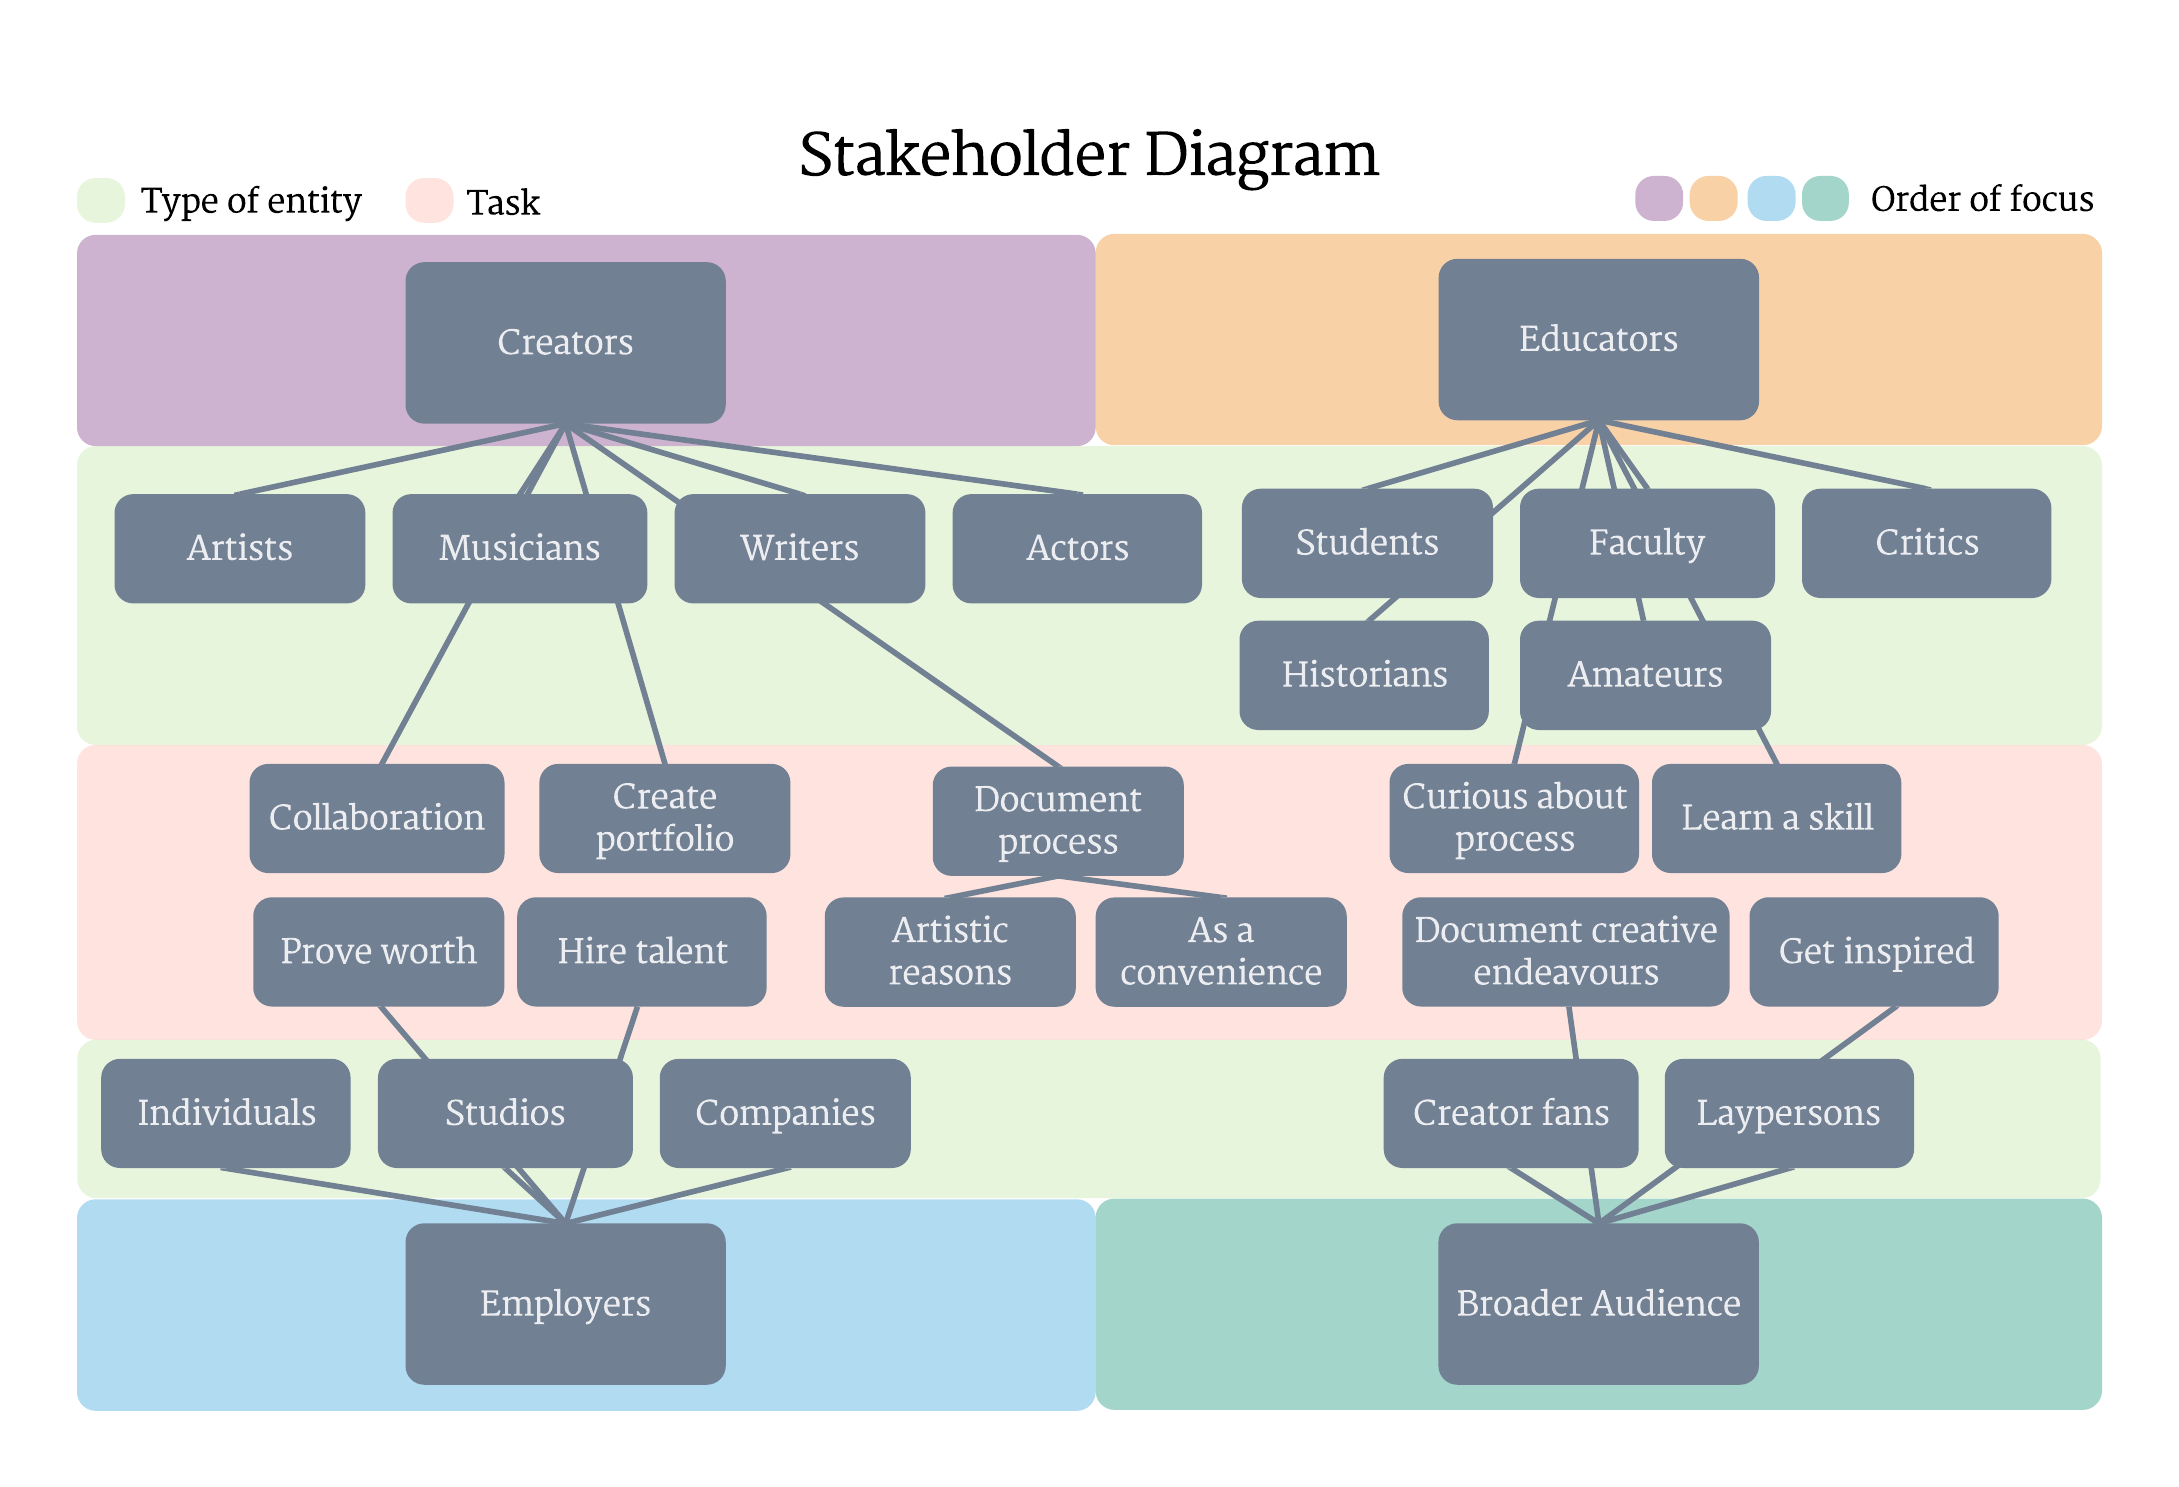 Stakeholder Diagram
Type of entity
Task
Order of focus
Creators
Educators
Artists
Musicians
Writers
Actors
Students
Faculty
Critics
Historians
Amateurs
Collaboration
Create
portfolio
Document
process
Curious about
process
Learn a skill
Prove worth
Hire talent
Artistic
reasons
As a
convenience
Document creative
endeavours
Get inspired
Individuals
Studios
Companies
Creator fans
Laypersons
Employers
Broader Audience